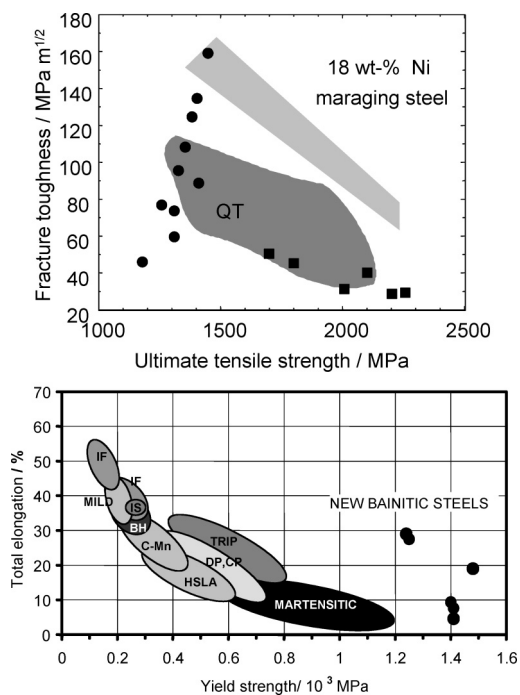 180
160
18 wt-% Ni
140
maraging steel
120
100
80
QT
60
40
20
1000 1500 2000 2500
Fracture toughness / MPa m^1/2
Ultimate tensile strength / MPa
70
60
50
IF
IF
40
MILD
IS
NEW BAINITIC STEELS
BH
30
TRIP
C-Mn
DP,CP
20
HSLA
MARTENSITIC
10
0
0 0.2 0.4 0.6 0.8 1.0 1.2 1.4 1.6
Total elongation / %
Yield strength/ 10 ³ MPa